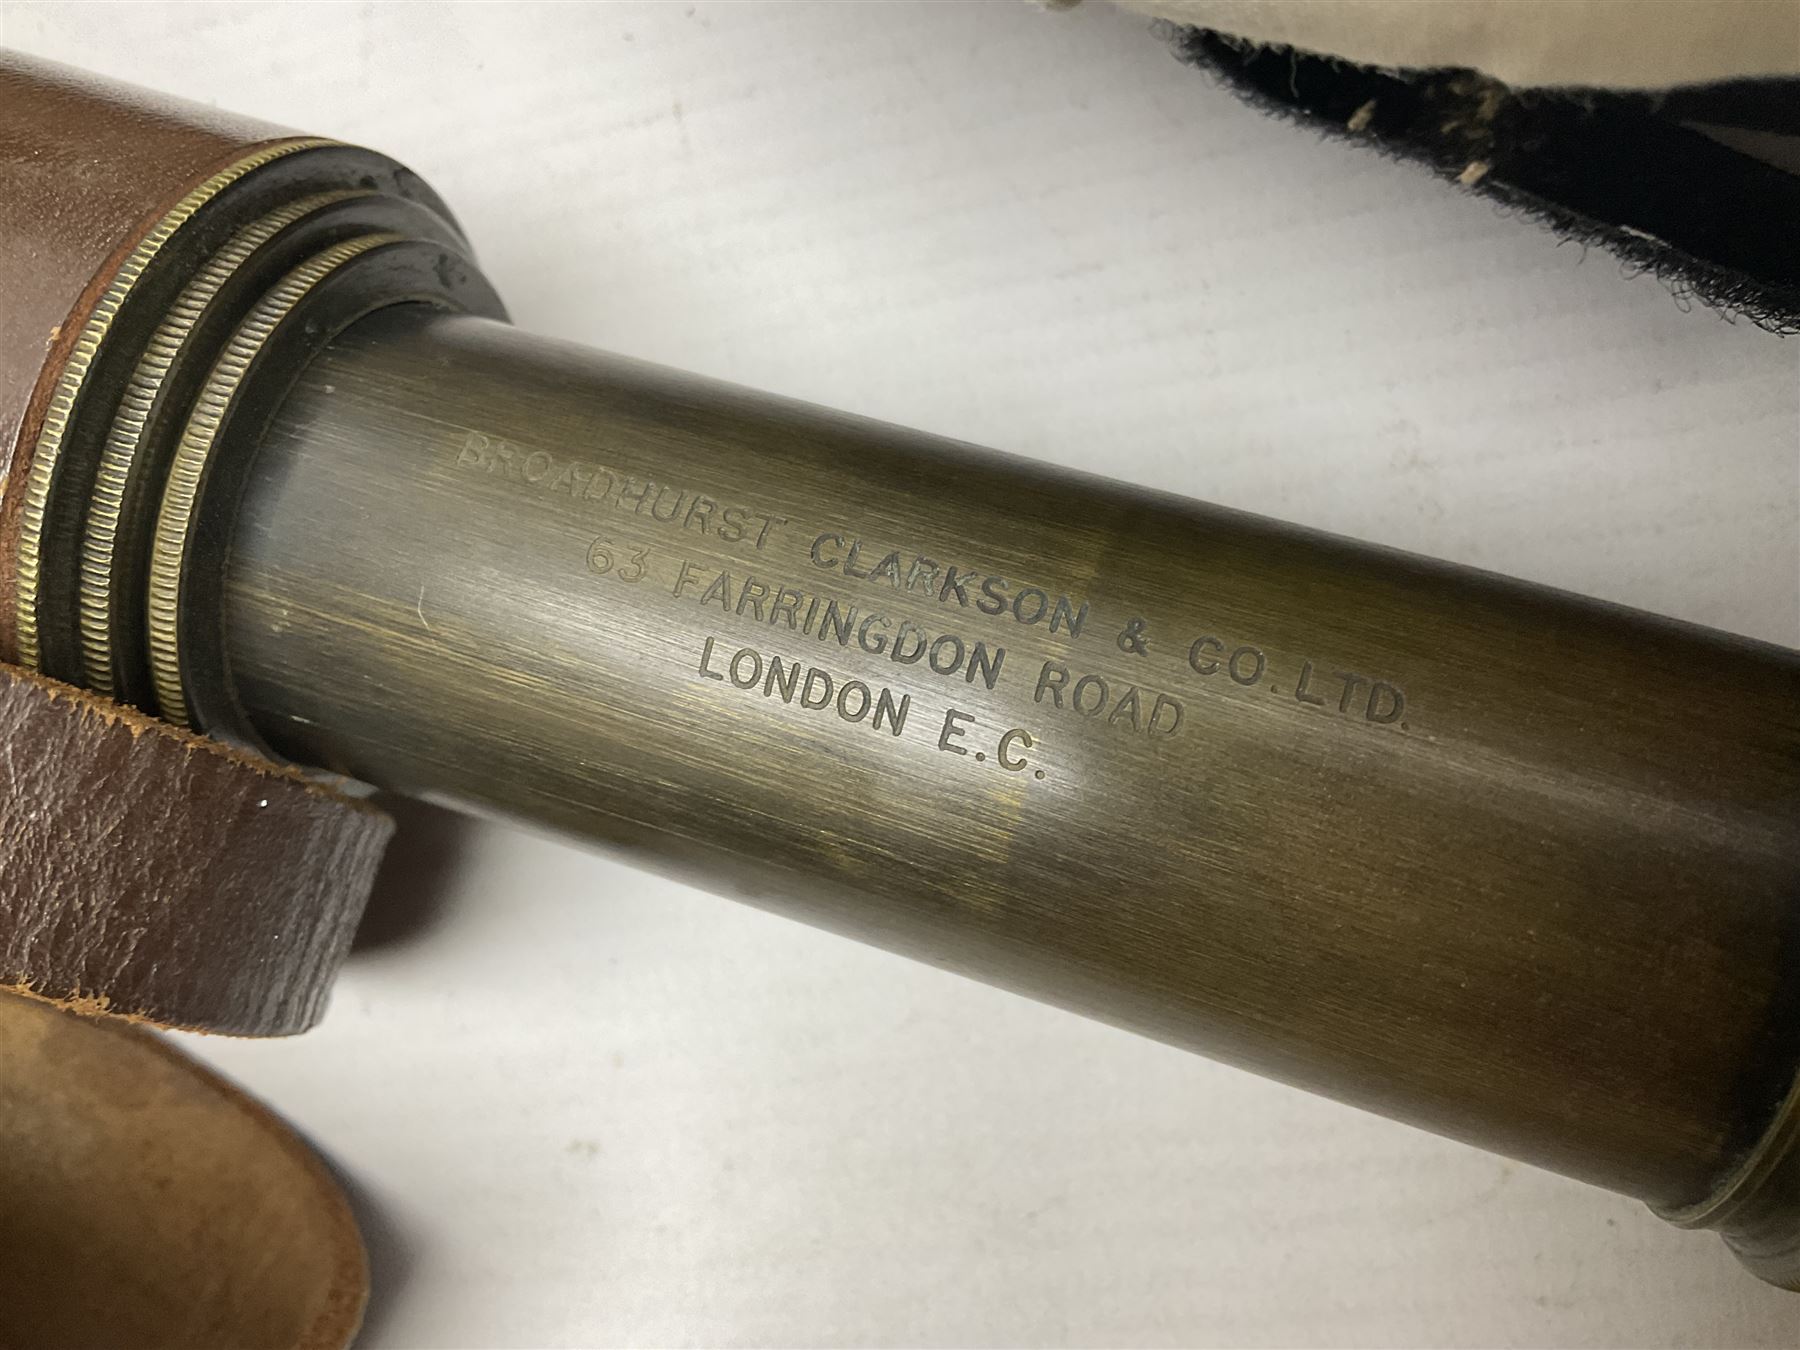 BROADHURST CLARKSON & CO. LTD.
63 FARRINGDON ROAD
LONDON E.C.